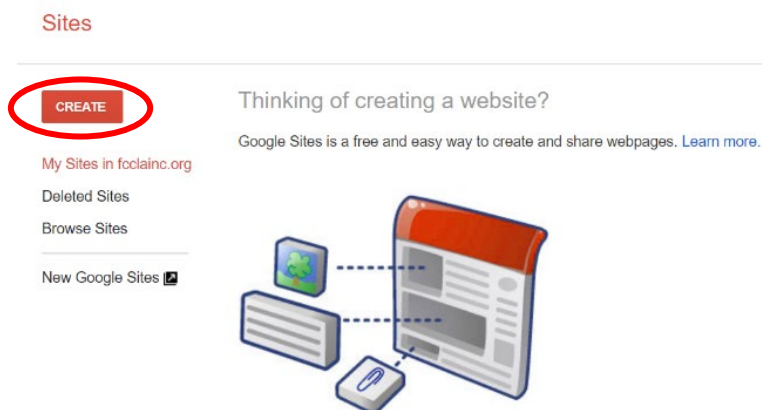 Sites
CREATE
Thinking of creating a website?
Google Sites is a free and easy way to create and share webpages. Learn more.
My Sites in fcclainc.org
Deleted Sites
Browse Sites
New Google Sites